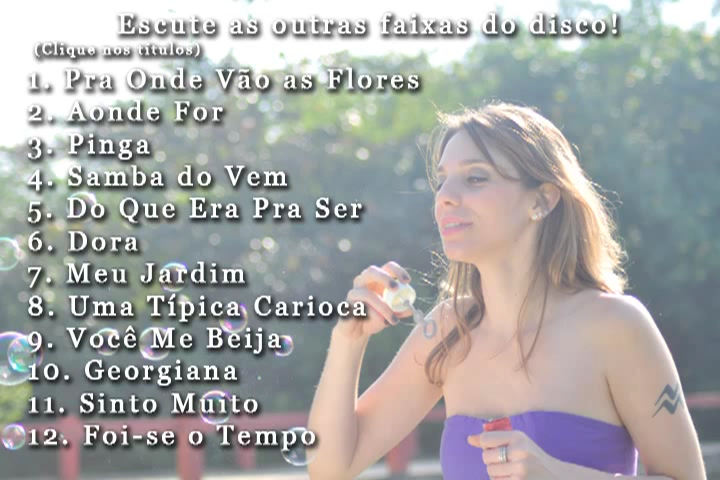 Escute as outras faixas do disco!
(Clique nos títulos)
1. Pra Onde Vão as Flores
2. Aonde For
3. Pinga
4. Samba do Vem
5. Do Que Era Pra Ser
6. Dora
7. Meu Jardim
8. Uma Típica Carioca
9. Você Me Beija
10. Georgiana
11. Sinto Muito
12. Foi-se o Tempo